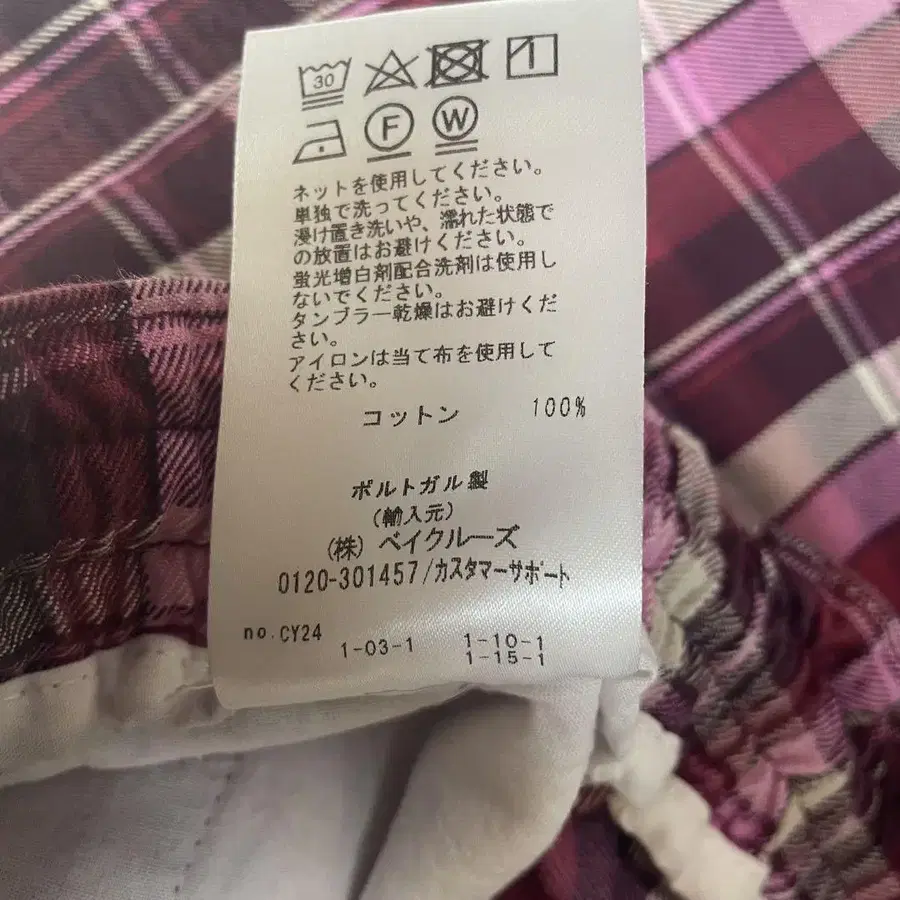 30
F W
ネットを使用してください。
単独で洗ってください。
浸け置き洗いや、濡れた状態で
の放置はお避けください。
蛍光増白剤配合洗剤は使用し
ないでください。
タンブラー乾燥はお避けくだ
さい。
アイロンは当て布を使用して
ください。
コットン 100%
ポルトガル製
(輸入元)
(株) ベイクルーズ
0120-301457/カスタマーサポート
no.CY24 1-03-1 1-10-1
1-15-1